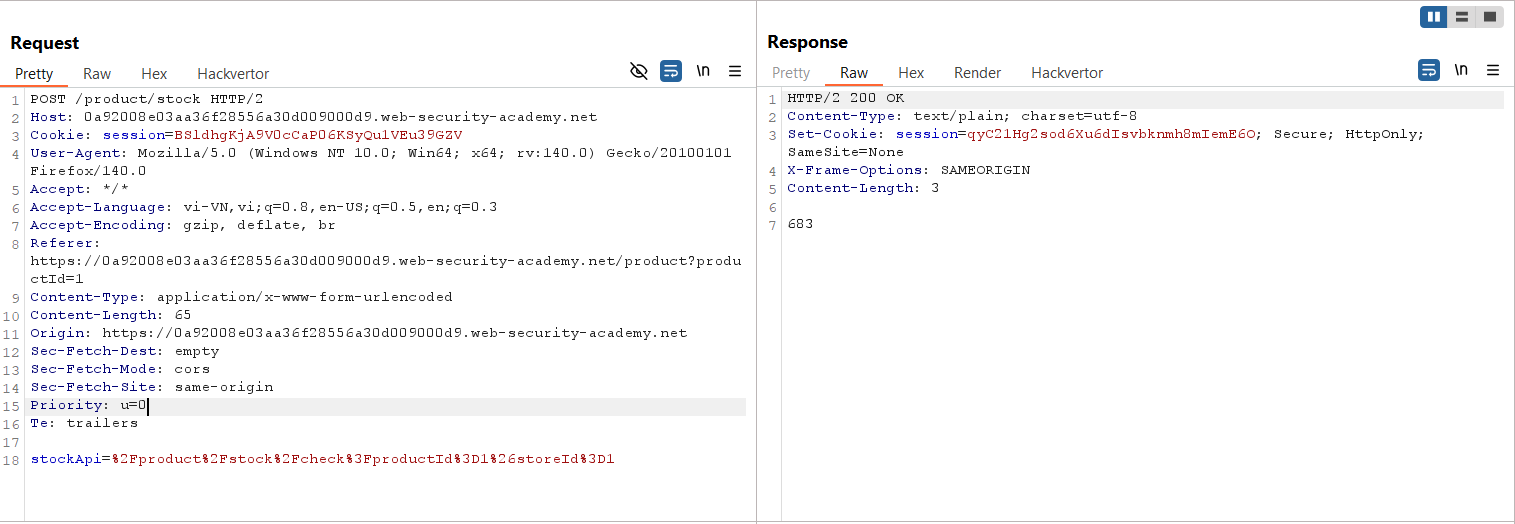 Request
Pretty Raw Hex Hackvertor \n
1 POST /product/stock HTTP/2
2 Host: 0a92008e03aa36f28556a30d009000d9.web-security-academy.net
3 Cookie: session=BSldhgKjA9V0cCaP06KSyQu1VEu39GZV
4 User-Agent: Mozilla/5.0 (Windows NT 10.0; Win64; x64; rv:140.0) Gecko/20100101
Firefox/140.0
5 Accept: */*
6 Accept-Language: vi-VN,vi;q=0.8,en-US;q=0.5,en;q=0.3
7 Accept-Encoding: gzip, deflate, br
8 Referer:
https://0a92008e03aa36f28556a30d009000d9.web-security-academy.net/product?produ
ctId=1
9 Content-Type: application/x-www-form-urlencoded
10 Content-Length: 65
11 Origin: https://0a92008e03aa36f28556a30d009000d9.web-security-academy.net
12 Sec-Fetch-Dest: empty
13 Sec-Fetch-Mode: cors
14 Sec-Fetch-Site: same-origin
15 Priority: u=0
16 Te: trailers
17
18 stockApi=%2Fproduct%2Fstock%2Fcheck%3FproductId%3D1%26storeId%3D1
Response
Pretty Raw Hex Render Hackvertor \n
1 HTTP/2 200 OK
2 Content-Type: text/plain; charset=utf-8
3 Set-Cookie: session=qyC21Hg2sod6Xu6dIsvbknmh8mIemE6O; Secure; HttpOnly;
SameSite=None
4 X-Frame-Options: SAMEORIGIN
5 Content-Length: 3
6
7 683